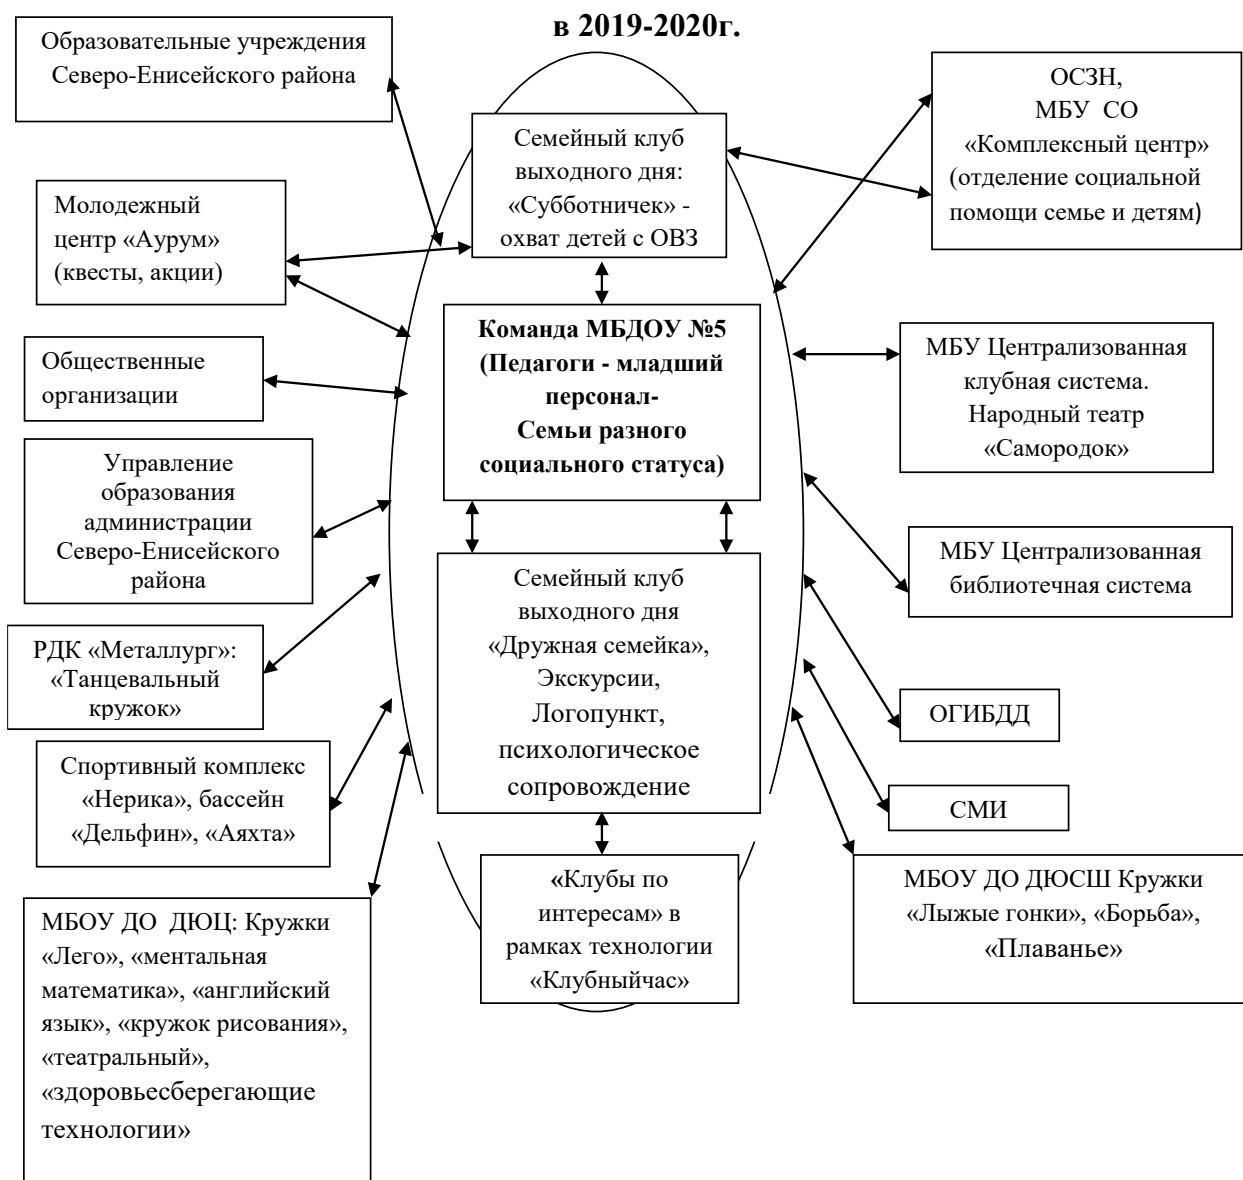 в 2019-2020г.
Образовательные учреждения
Северо-Енисейского района
Семейный клуб
выходного дня:
«Субботничек» -
охват детей с ОВЗ
ОСЗН,
МБУ СО
«Комплексный центр»
(отделение социальной
помощи семье и детям)
Молодежный
центр «Аурум»
(квесты, акции)
Команда МБДОУ №5
(Педагоги - младший
персонал-
Семьи разного
социального статуса)
МБУ Централизованная
клубная система.
Народный театр
«Самородок»
Общественные
организации
Управление
образования
администрации
Северо-Енисейского
района
МБУ Централизованная
библиотечная система
Семейный клуб
выходного дня
«Дружная семейка»,
Экскурсии,
Логопункт,
психологическое
сопровождение
РДК «Металлург»:
«Танцевальный
кружок»
ОГИБДД
Спортивный комплекс
«Нерика», бассейн
«Дельфин», «Аяхта»
СМИ
«Клубы по
интересам» в
рамках технологии
«Клубныйчас»
МБОУ ДО ДЮСШ Кружки
«Лыжые гонки», «Борьба»,
«Плаванье»
МБОУ ДО ДЮЦ: Кружки
«Лего», «ментальная
математика», «английский
язык», «кружок рисования»,
«театральный»,
«здоровьесберегающие
технологии»